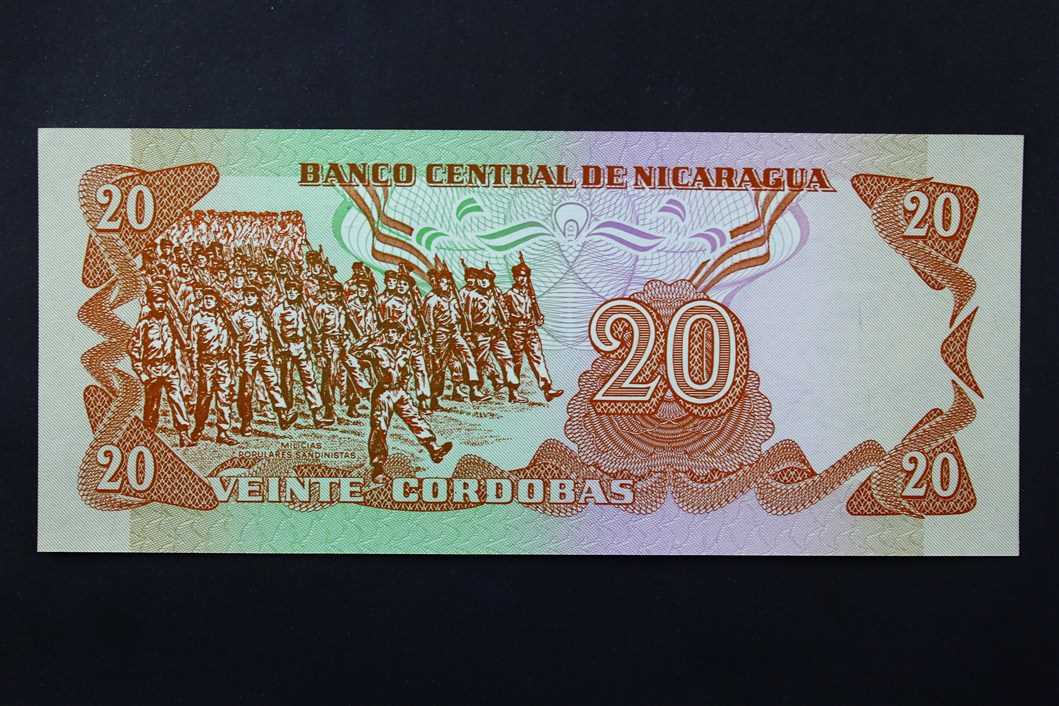 BANCO CENTRAL DE NICARAGUA
20
20
20
MILICIAS
POPULARES SANDINISTAS
20
20
VEINTE CORDOBAS